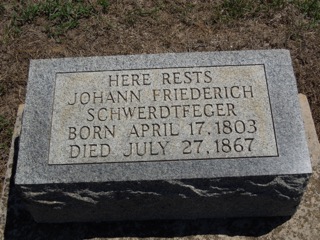 HERE RESTS
JOHANN FRIEDERICH
SCHWERDTFEGER
BORN APRIL 17, 1803
DIED JULY 27, 1867